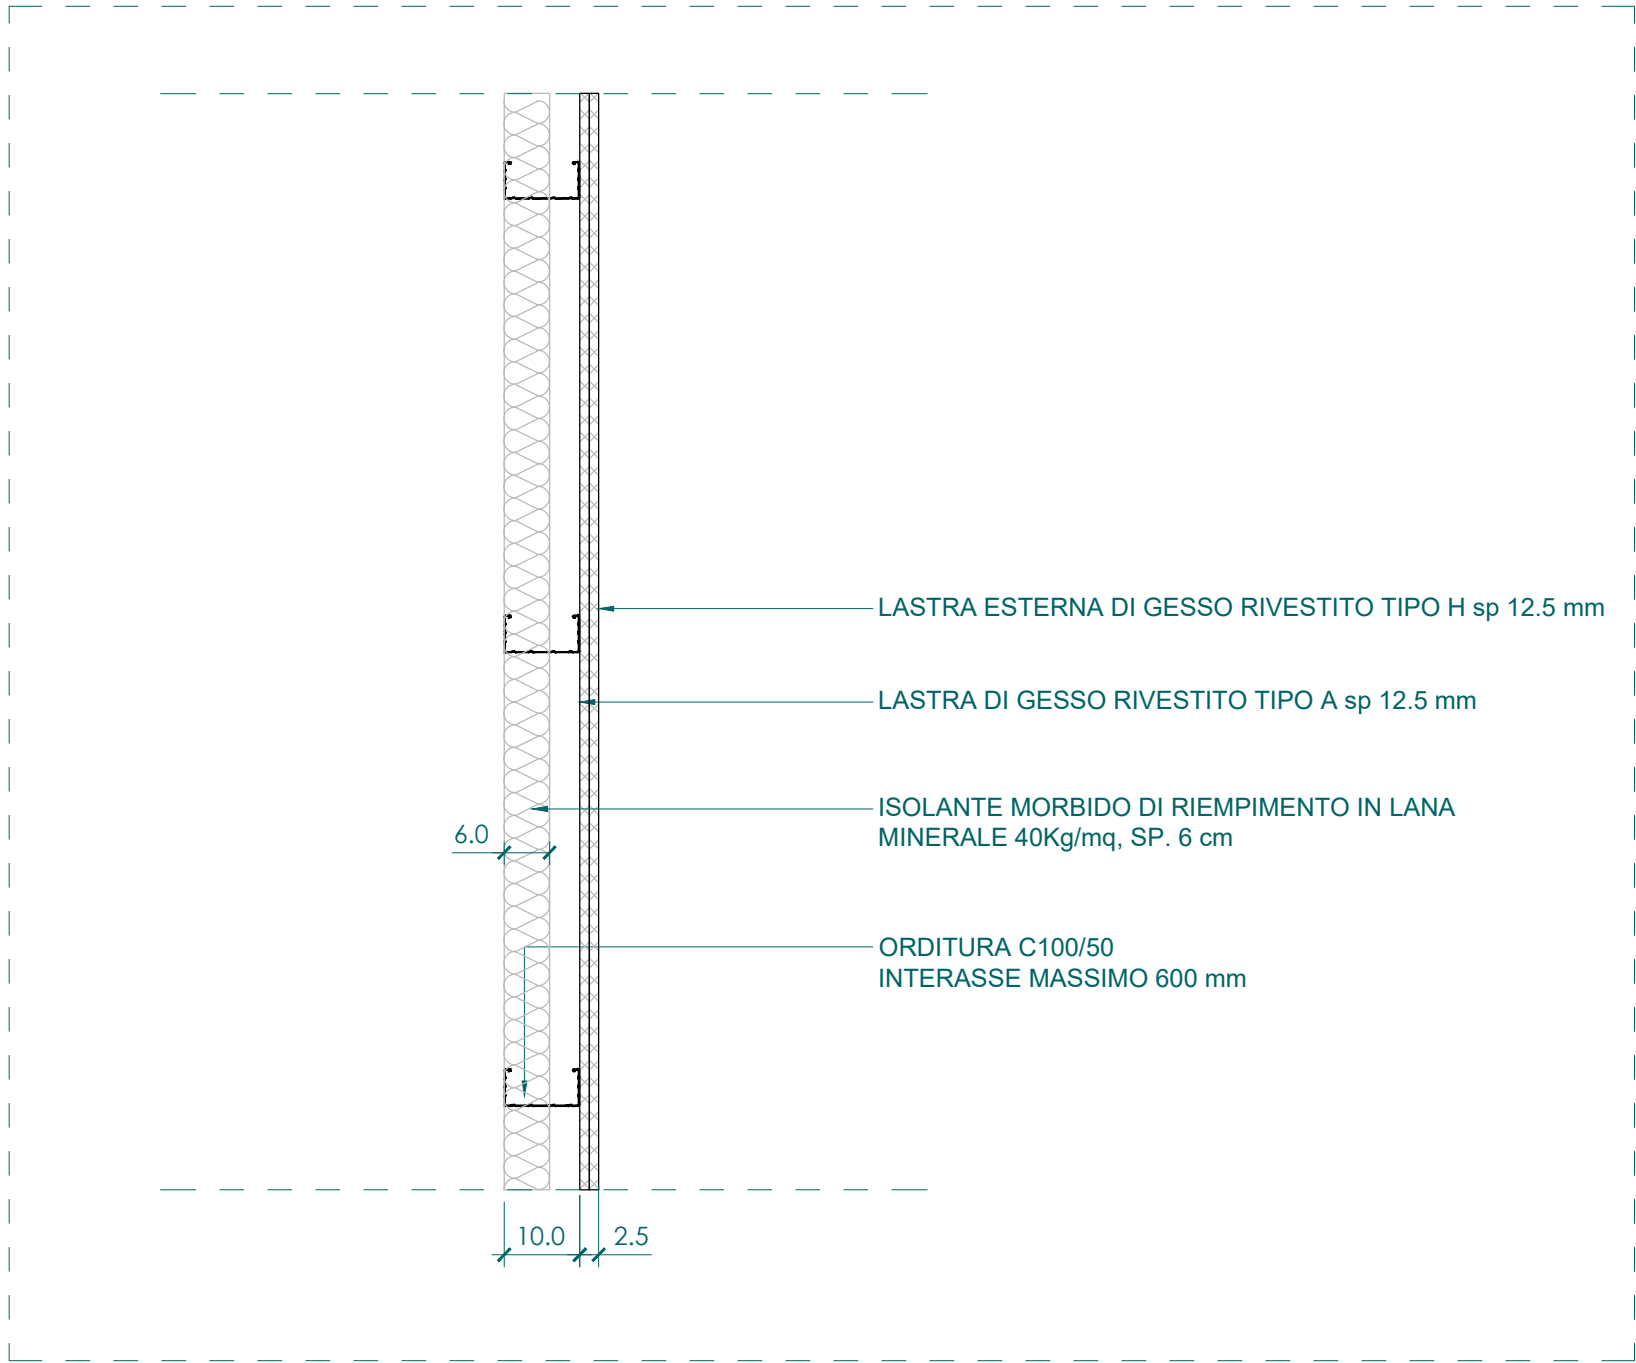 LASTRA ESTERNA DI GESSO RIVESTITO TIPO H sp 12.5 mm
LASTRA DI GESSO RIVESTITO TIPO A sp 12.5 mm
ISOLANTE MORBIDO DI RIEMPIMENTO IN LANA
MINERALE 40Kg/mq, SP. 6 cm
6.0
ORDITURA C100/50
INTERASSE MASSIMO 600 mm
10.0
2.5